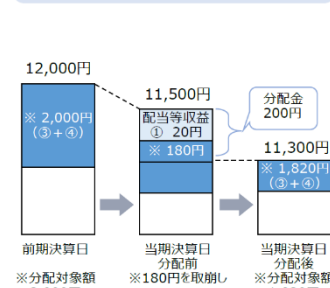 12,000円
※ 2,000円
(③+④)
前期決算日
※分配対象額
11,500円
配当等収益
① 20円
※ 180円
当期決算日
分配前
※180円を取崩し
分配金
200円
11,300円
※ 1,820円
(③+④)
当期決算日
分配後
※分配対象額